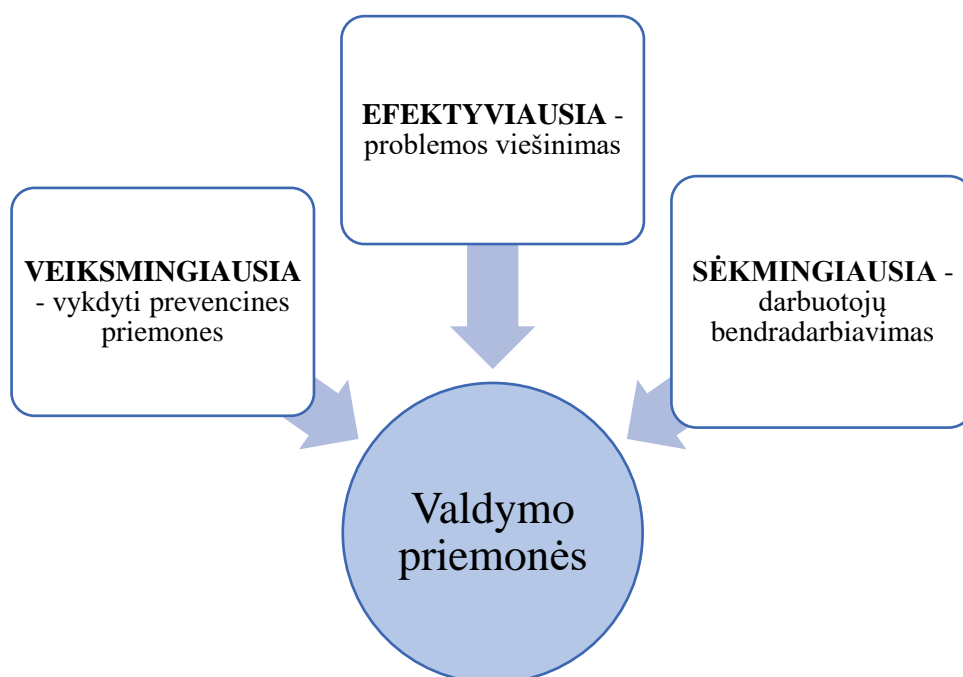 EFEKTYVIAUSIA -
problemos viešinimas
VEIKSMINGIAUSIA
- vykdyti prevencines
priemones
SĖKMINGIAUSIA -
darbuotojų
bendradarbiavimas
Valdymo
priemonės